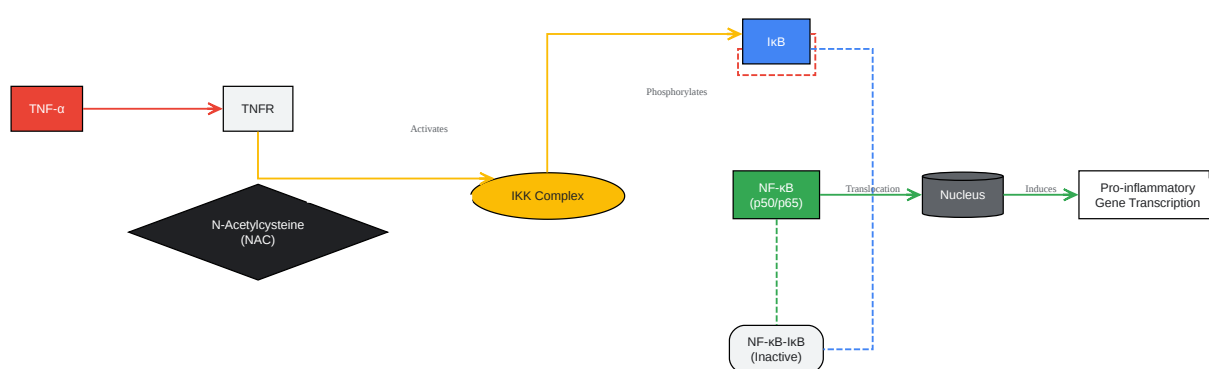 IκB
Phosphorylates
TNF-α
TNFR
Activates
IKK Complex
N-Acetylcysteine
(NAC)
NF-κB
(p50/p65)
Translocation
Nucleus
Induces
Pro-inflammatory
Gene Transcription
NF-κB-IκB
(Inactive)